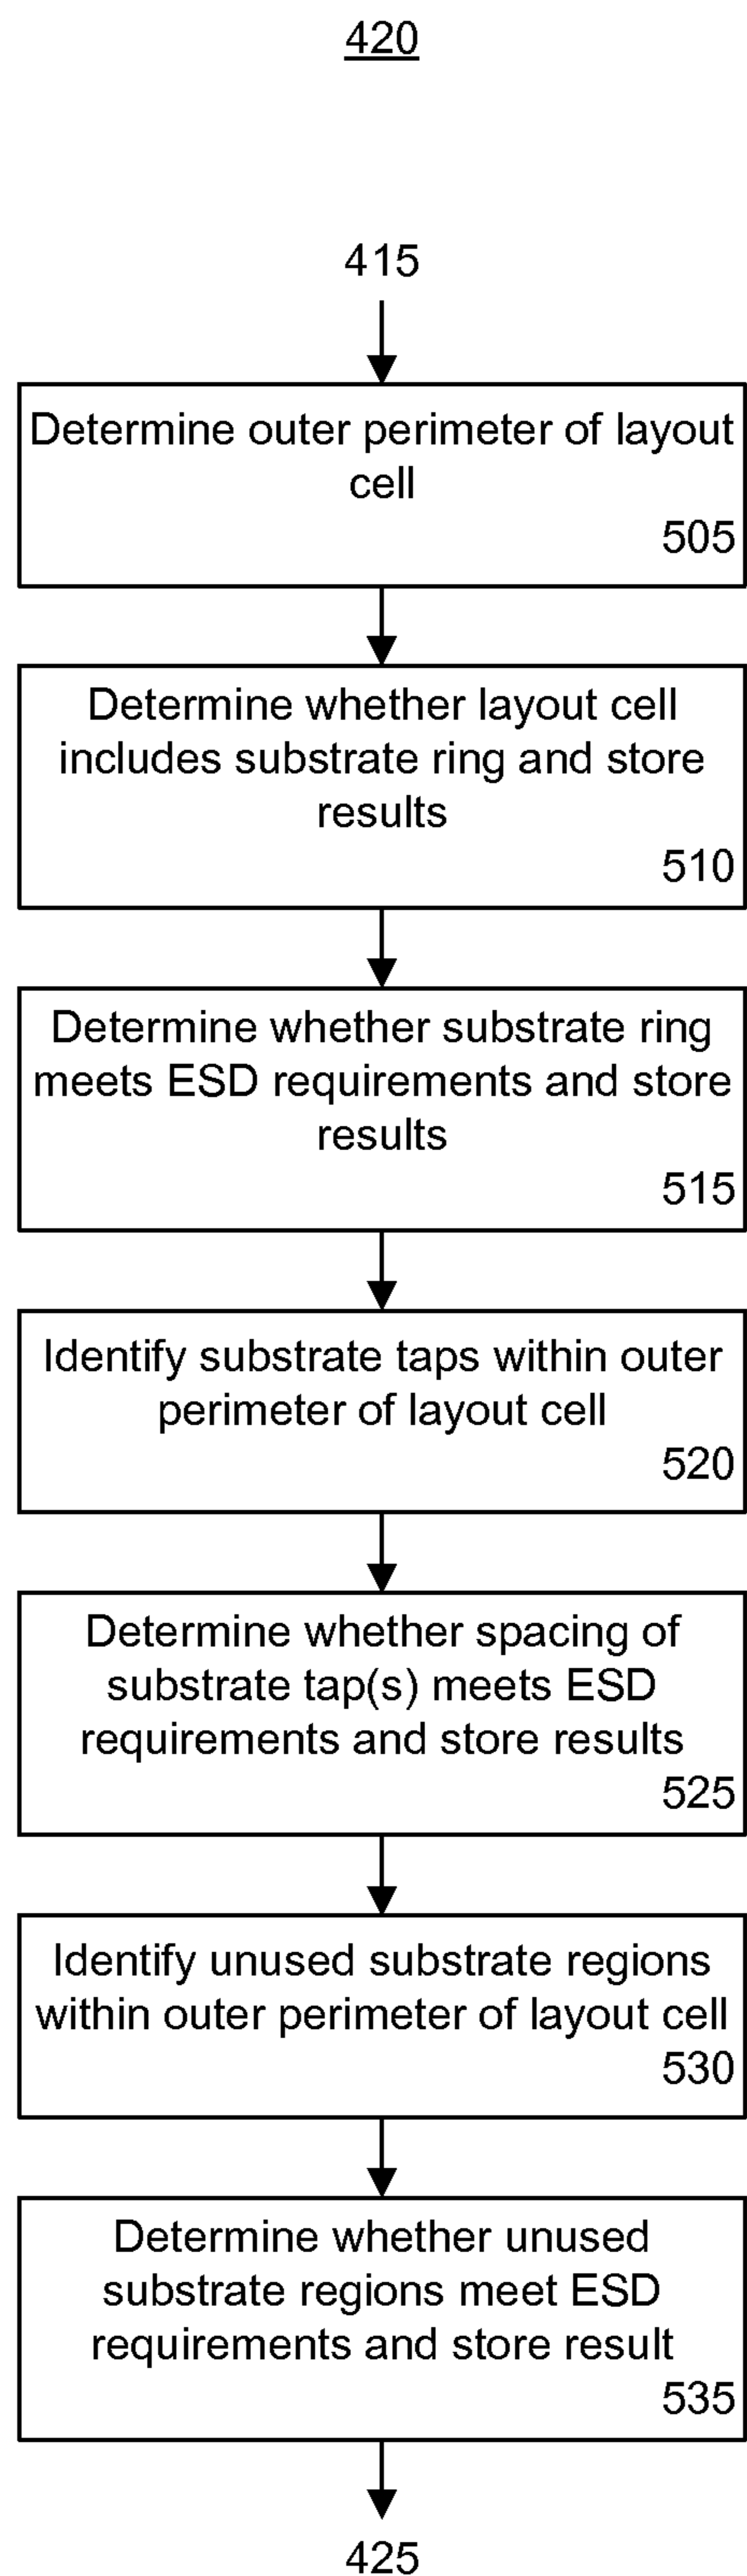 420
415
Determine outer perimeter of layout
cell
505
Determine whether layout cell
includes substrate ring and store
results
510
Determine whether substrate ring
meets ESD requirements and store
results
515
Identify substrate taps within outer
perimeter of layout cell
520
Determine whether spacing of
substrate tap(s) meets ESD
requirements and store results
525
Identify unused substrate regions
within outer perimeter of layout cell
530
Determine whether unused
substrate regions meet ESD
requirements and store result
535
425